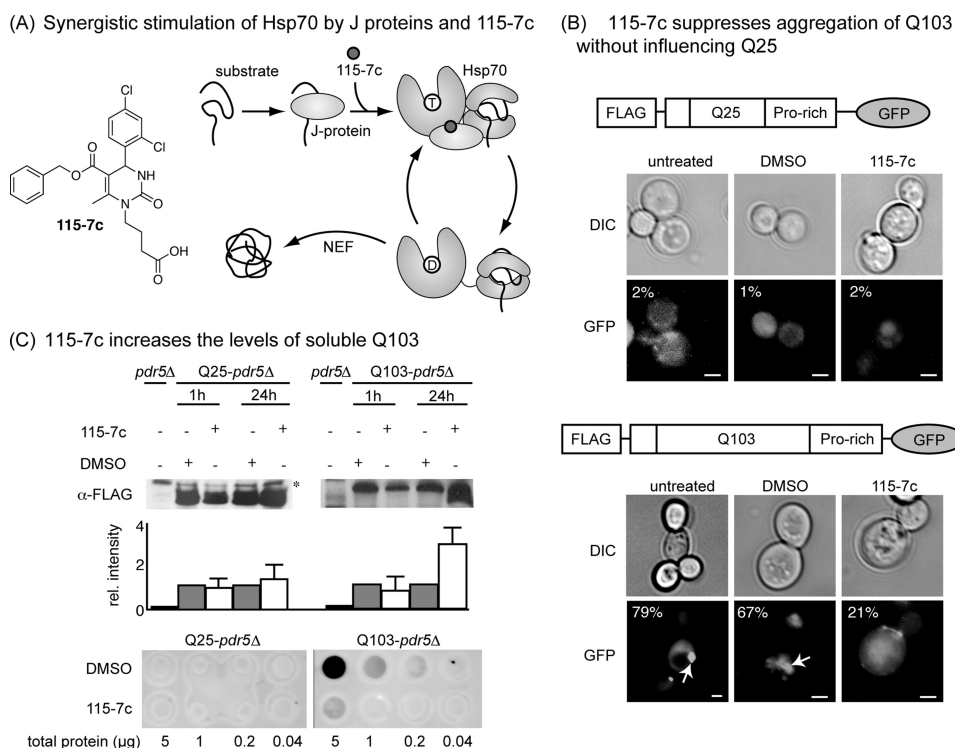 (A) Synergistic stimulation of Hsp70 by J proteins and 115-7c
Cl
Cl
O
O
NH
Me
N
O
115-7c
OH
O
substrate
115-7c
J-protein
Hsp70
T
D
NEF
(B) 115-7c suppresses aggregation of Q103
without influencing Q25
FLAG Q25 Pro-rich GFP
untreated DMSO 115-7c
DIC
2% 1% 2%
GFP
FLAG Q103 Pro-rich GFP
untreated DMSO 115-7c
DIC
79% 67% 21%
GFP
(C) 115-7c increases the levels of soluble Q103
pdr5Δ Q25-pdr5Δ pdr5Δ Q103-pdr5Δ
1h 24h 1h 24h
115-7c - - + - + - - + - +
DMSO - + - + - - + - + -
α-FLAG *
rel. intensity
4
2
0
Q25-pdr5Δ Q103-pdr5Δ
DMSO
115-7c
total protein (μg) 5 1 0.2 0.04 5 1 0.2 0.04